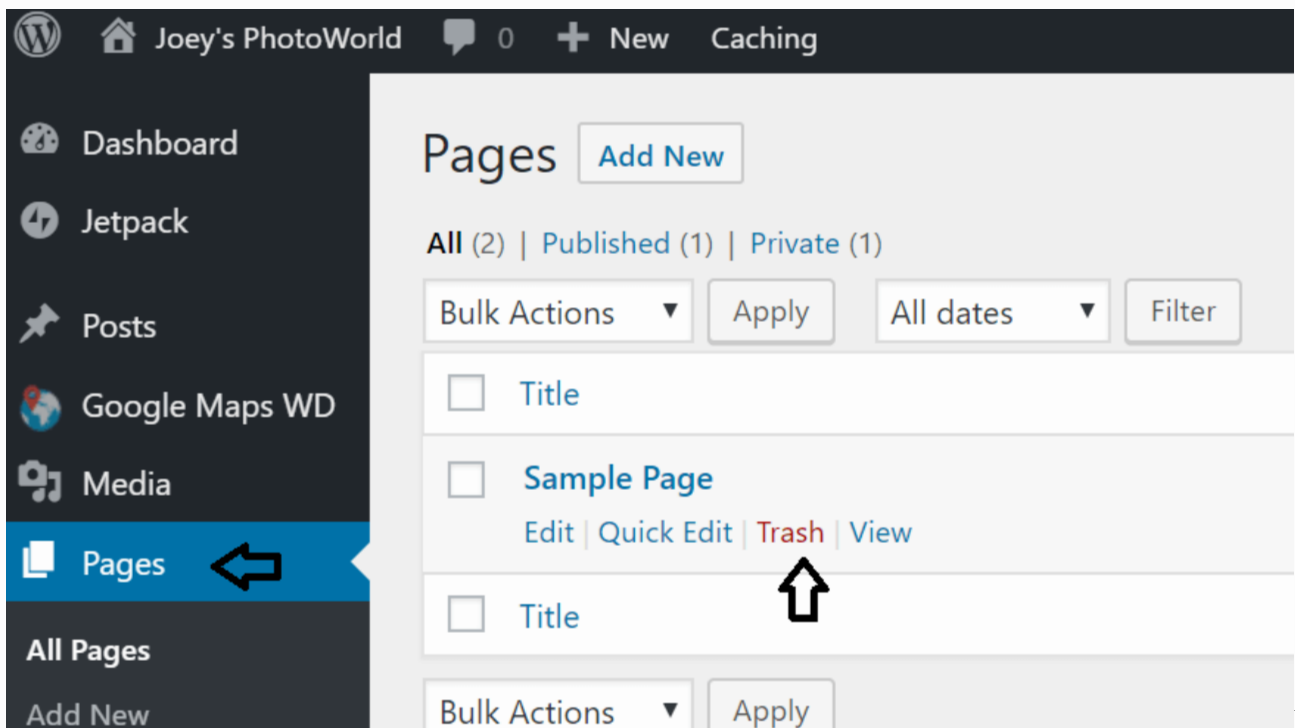 Joey's PhotoWorld 0 New Caching
Dashboard
Jetpack
Posts
Google Maps WD
Media
Pages
All Pages
Add New
Pages Add New
All (2) | Published (1) | Private (1)
Bulk Actions Apply All dates Filter
Title
Sample Page
Edit | Quick Edit | Trash | View
Title
Bulk Actions Apply